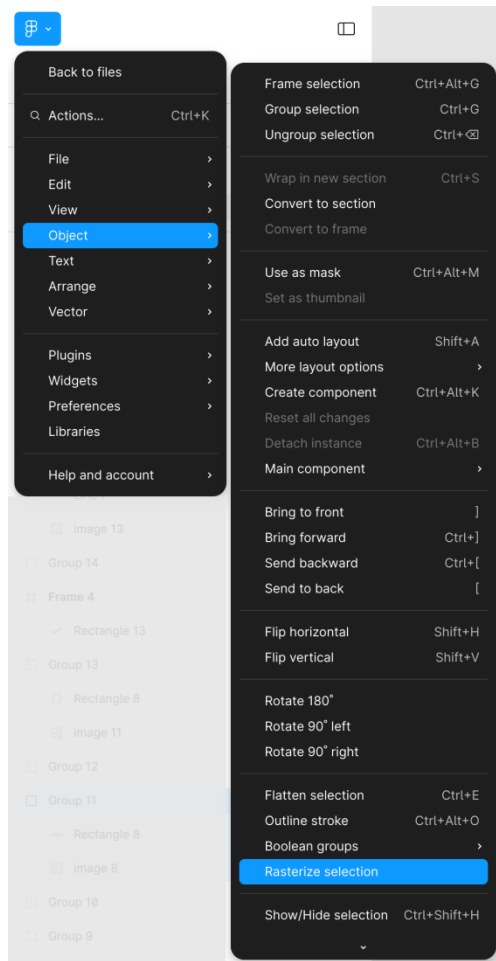 Back to files
Actions... Ctrl+K
File
Edit
View
Object
Text
Arrange
Vector
Plugins
Widgets
Preferences
Libraries
Help and account
image 13
Group 14
Frame 4
Rectangle 13
Group 13
Rectangle 8
image 11
Group 12
Group 11
Rectangle 8
image 8
Group 10
Group 9
Frame selection Ctrl+Alt+G
Group selection Ctrl+G
Ungroup selection Ctrl+⌫
Wrap in new section Ctrl+S
Convert to section
Convert to frame
Use as mask Ctrl+Alt+M
Set as thumbnail
Add auto layout Shift+A
More layout options
Create component Ctrl+Alt+K
Reset all changes
Detach instance Ctrl+Alt+B
Main component
Bring to front ]
Bring forward Ctrl+]
Send backward Ctrl+[
Send to back [
Flip horizontal Shift+H
Flip vertical Shift+V
Rotate 180°
Rotate 90° left
Rotate 90° right
Flatten selection Ctrl+E
Outline stroke Ctrl+Alt+O
Boolean groups
Rasterize selection
Show/Hide selection Ctrl+Shift+H